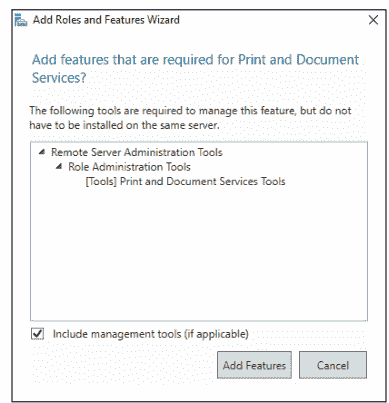 Add Roles and Features Wizard
Add features that are required for Print and Document
Services?
The following tools are required to manage this feature, but do not
have to be installed on the same server.
Remote Server Administration Tools
Role Administration Tools
[Tools] Print and Document Services Tools
Include management tools (if applicable)
Add Features
Cancel